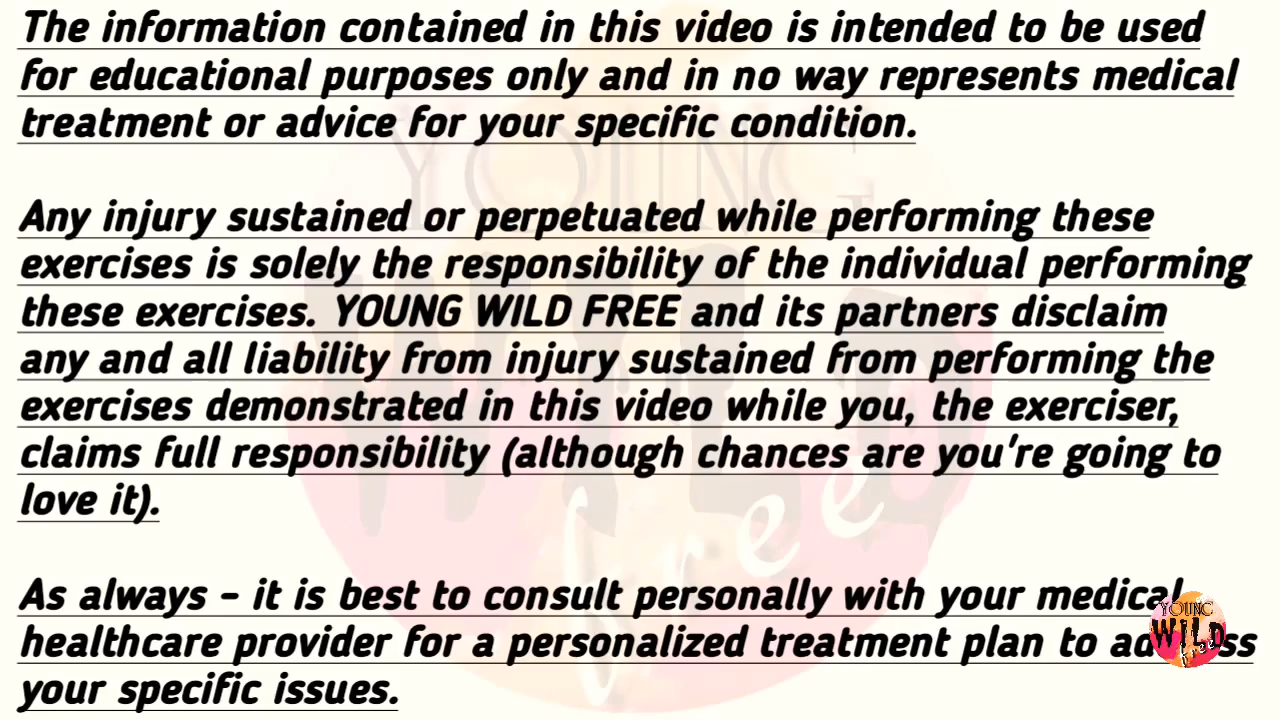 The information contained in this video is intended to be used
for educational purposes only and in no way represents medical
treatment or advice for your specific condition.
Any injury sustained or perpetuated while performing these
exercises is solely the responsibility of the individual performing
these exercises. YOUNG WILD FREE and its partners disclaim
any and all liability from injury sustained from performing the
exercises demonstrated in this video while you, the exerciser,
claims full responsibility (although chances are you're going to
love it).
As always - it is best to consult personally with your medical
healthcare provider for a personalized treatment plan to
your specific issues.
YOUNG
WILD
free
YOUNG
WILD
free